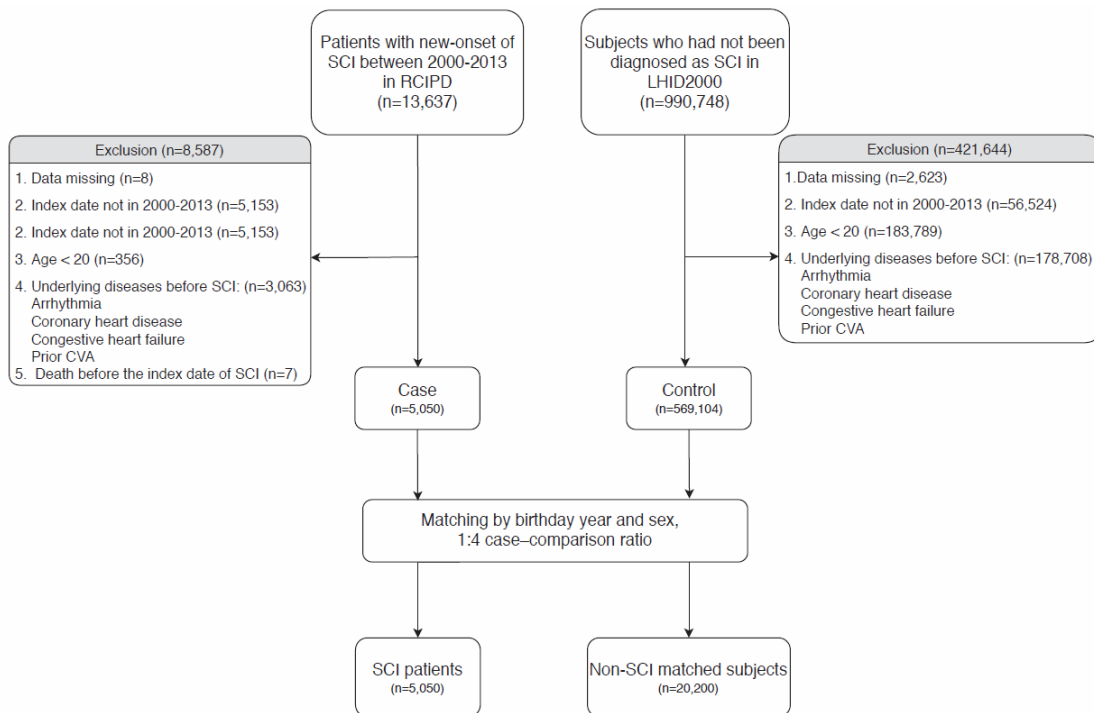 Patients with new-onset of
SCI between 2000-2013
in RCIPD
(n=13,637)
Subjects who had not been
diagnosed as SCI in
LHID2000
(n=990,748)
Exclusion (n=8,587)
1. Data missing (n=8)
2. Index date not in 2000-2013 (n=5,153)
2. Index date not in 2000-2013 (n=5,153)
3. Age < 20 (n=356)
4. Underlying diseases before SCI: (n=3,063)
Arrhythmia
Coronary heart disease
Congestive heart failure
Prior CVA
5. Death before the index date of SCI (n=7)
Exclusion (n=421,644)
1.Data missing (n=2,623)
2. Index date not in 2000-2013 (n=56,524)
3. Age < 20 (n=183,789)
4. Underlying diseases before SCI: (n=178,708)
Arrhythmia
Coronary heart disease
Congestive heart failure
Prior CVA
Case
(n=5,050)
Control
(n=569,104)
Matching by birthday year and sex,
1:4 case–comparison ratio
SCI patients
(n=5,050)
Non-SCI matched subjects
(n=20,200)